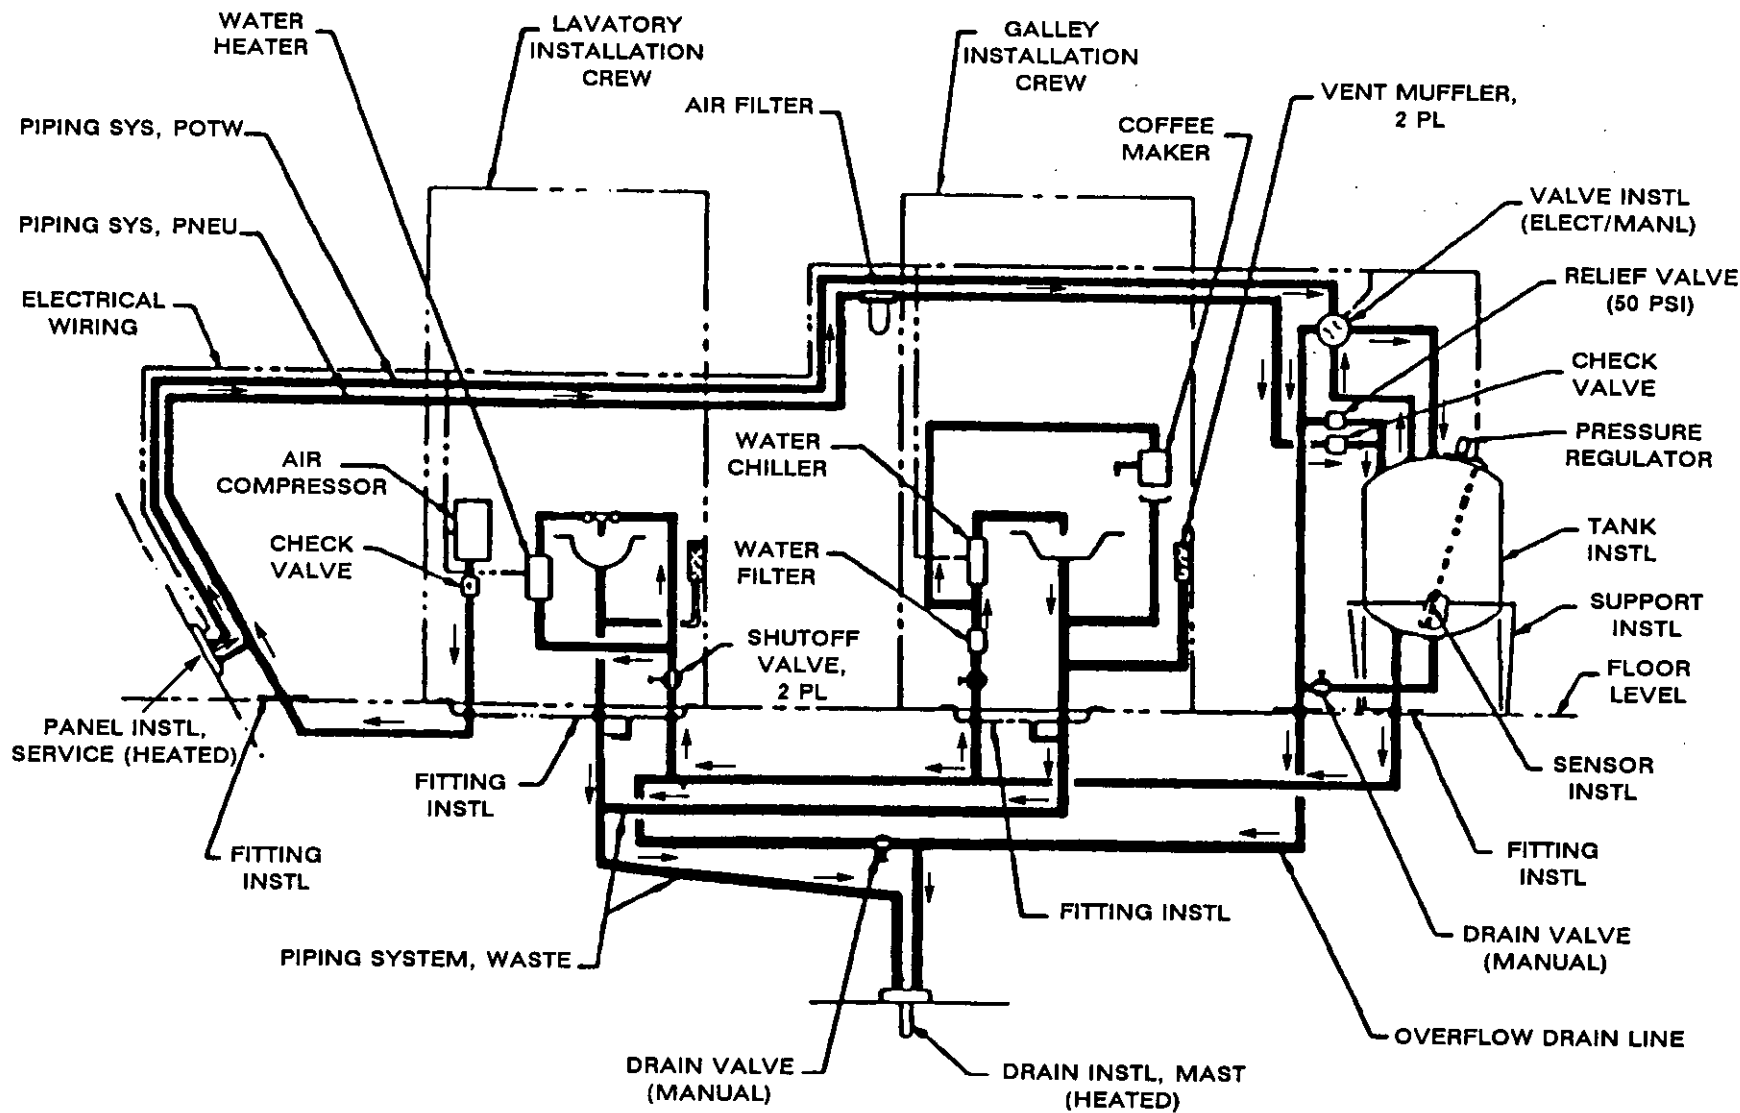 WATER
HEATER
LAVATORY
INSTALLATION
CREW
GALLEY
INSTALLATION
CREW
AIR FILTER
VENT MUFFLER,
2 PL
COFFEE
MAKER
PIPING SYS, POTW
VALVE INSTL
(ELECT/MANL)
PIPING SYS, PNEU
RELIEF VALVE
(50 PSI)
ELECTRICAL
WIRING
CHECK
VALVE
WATER
CHILLER
PRESSURE
REGULATOR
AIR
COMPRESSOR
TANK
INSTL
CHECK
VALVE
WATER
FILTER
SUPPORT
INSTL
SHUTOFF
VALVE,
2 PL
FLOOR
LEVEL
PANEL INSTL,
SERVICE (HEATED)
FITTING
INSTL
SENSOR
INSTL
FITTING
INSTL
FITTING
INSTL
FITTING INSTL
DRAIN VALVE
(MANUAL)
PIPING SYSTEM, WASTE
OVERFLOW DRAIN LINE
DRAIN VALVE
(MANUAL)
DRAIN INSTL, MAST
(HEATED)